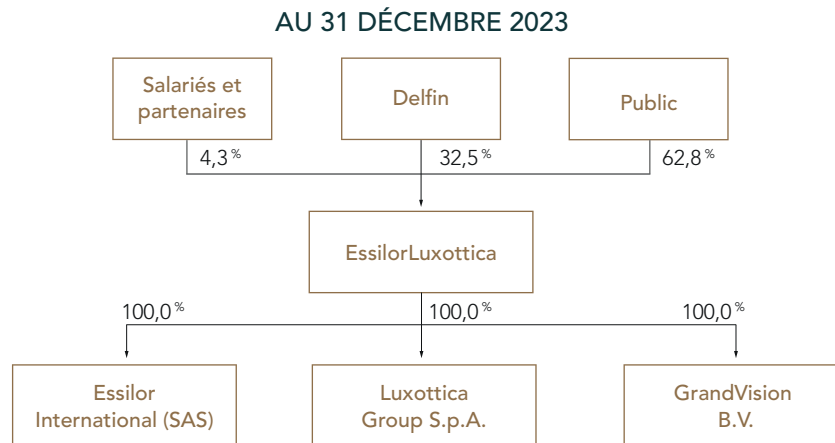 AU 31 DÉCEMBRE 2023
Salariés et
partenaires
Delfin
Public
4,3 %
32,5 %
62,8 %
EssilorLuxottica
100,0 %
100,0 %
100,0 %
Essilor
International (SAS)
Luxottica
Group S.p.A.
GrandVision
B.V.